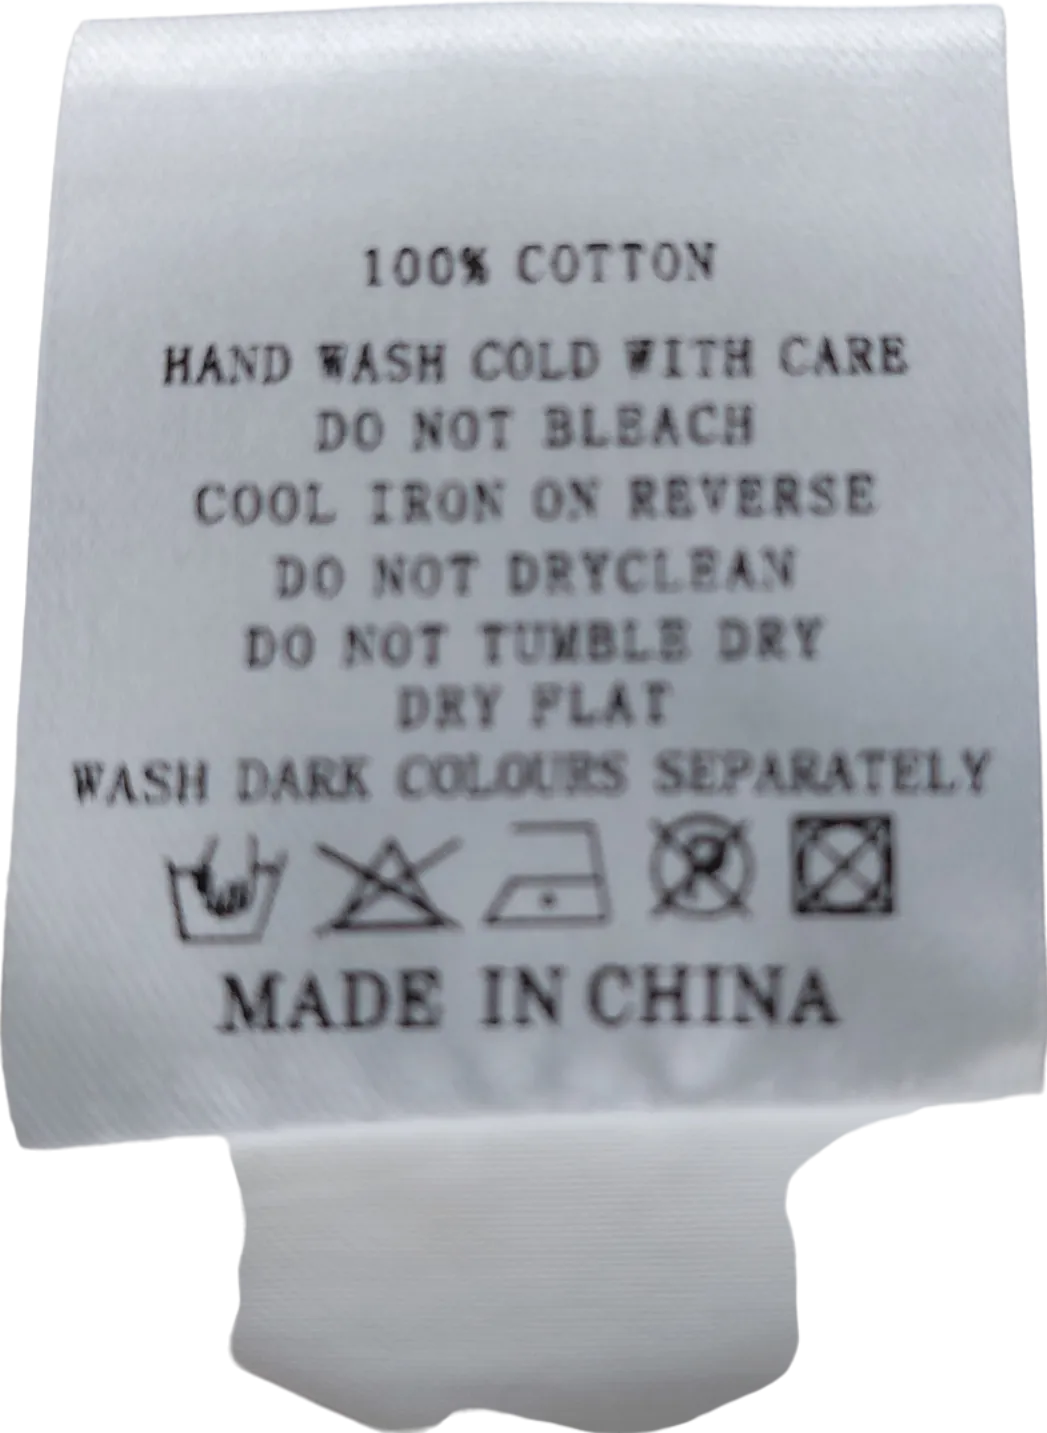 100% COTTON
HAND WASH COLD WITH CARE
DO NOT BLEACH
COOL IRON ON REVERSE
DO NOT DRYCLEAN
DO NOT TUMBLE DRY
DRY FLAT
WASH DARK COLOURS SEPARATELY
MADE IN CHINA